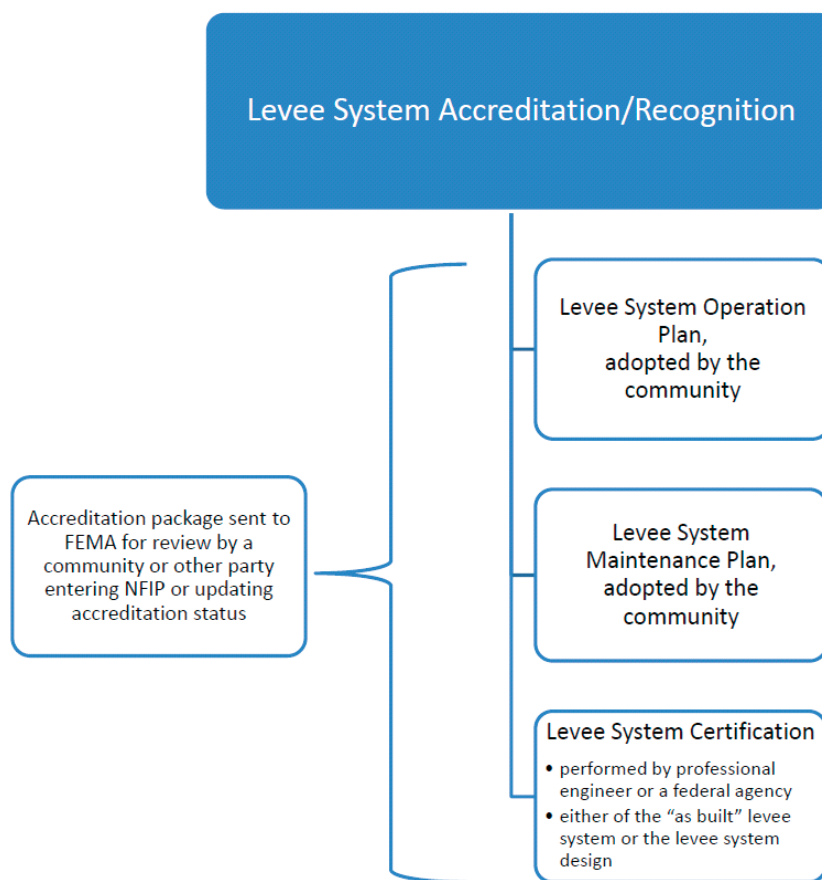 Levee System Accreditation/Recognition
Levee System Operation
Plan,
adopted by the
community
Accreditation package sent to
FEMA for review by a
community or other party
entering NFIP or updating
accreditation status
Levee System
Maintenance Plan,
adopted by the
community
Levee System Certification
• performed by professional
engineer or a federal agency
• either of the “as built” levee
system or the levee system
design